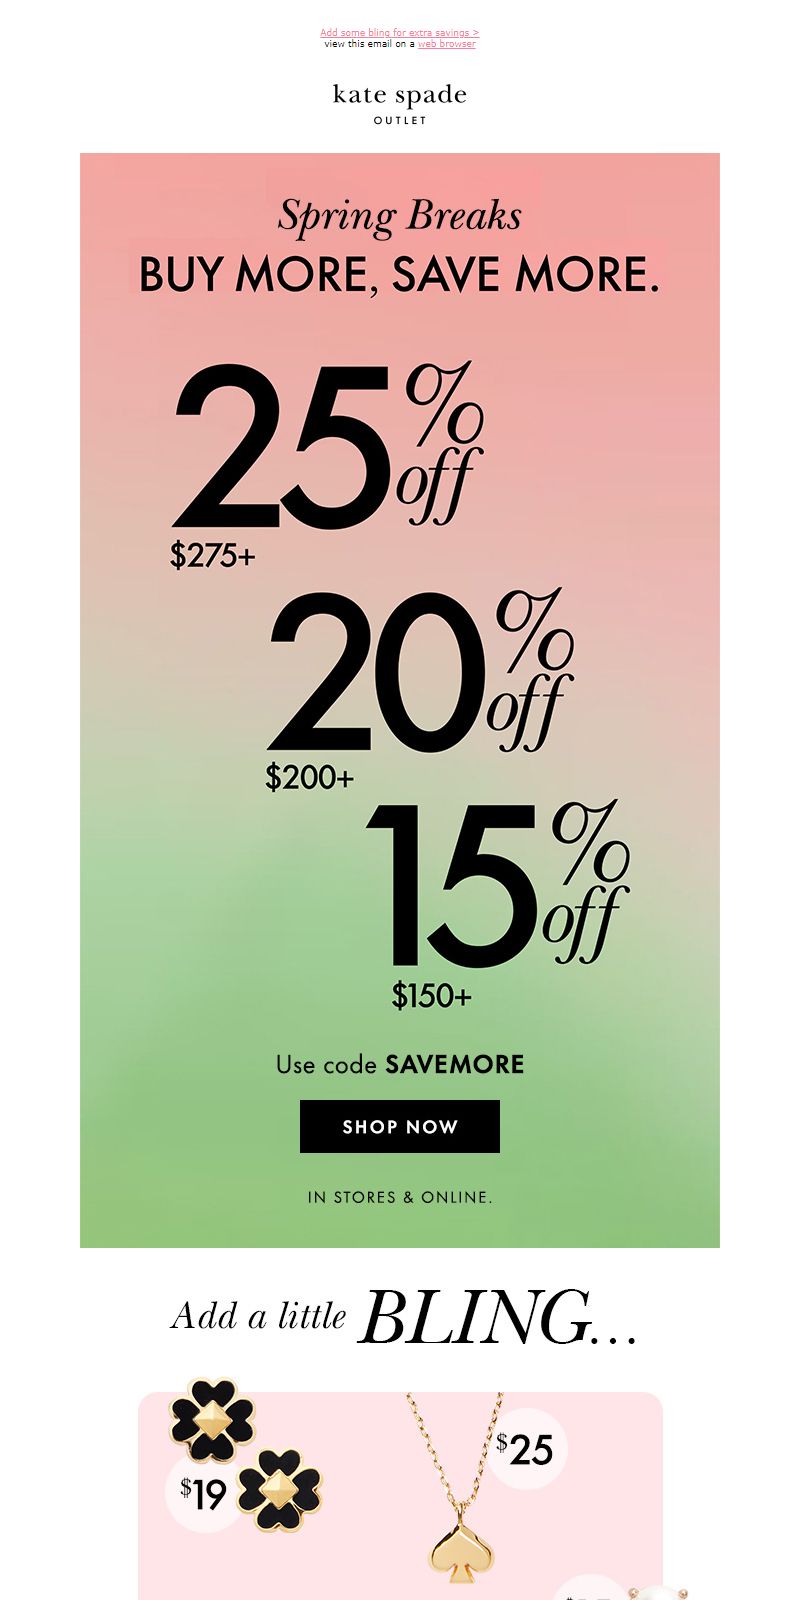 Add some bling for extra savings >
view this email on a web browser
kate spade
OUTLET
Spring Breaks
BUY MORE, SAVE MORE.
25% off
$275+
20% off
$200+
15% off
$150+
Use code SAVEMORE
SHOP NOW
IN STORES & ONLINE.
Add a little BLING...
$25
$19